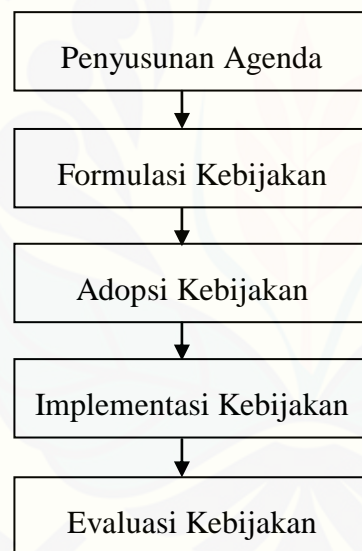 Penyusunan Agenda
Formulasi Kebijakan
Adopsi Kebijakan
Implementasi Kebijakan
Evaluasi Kebijakan